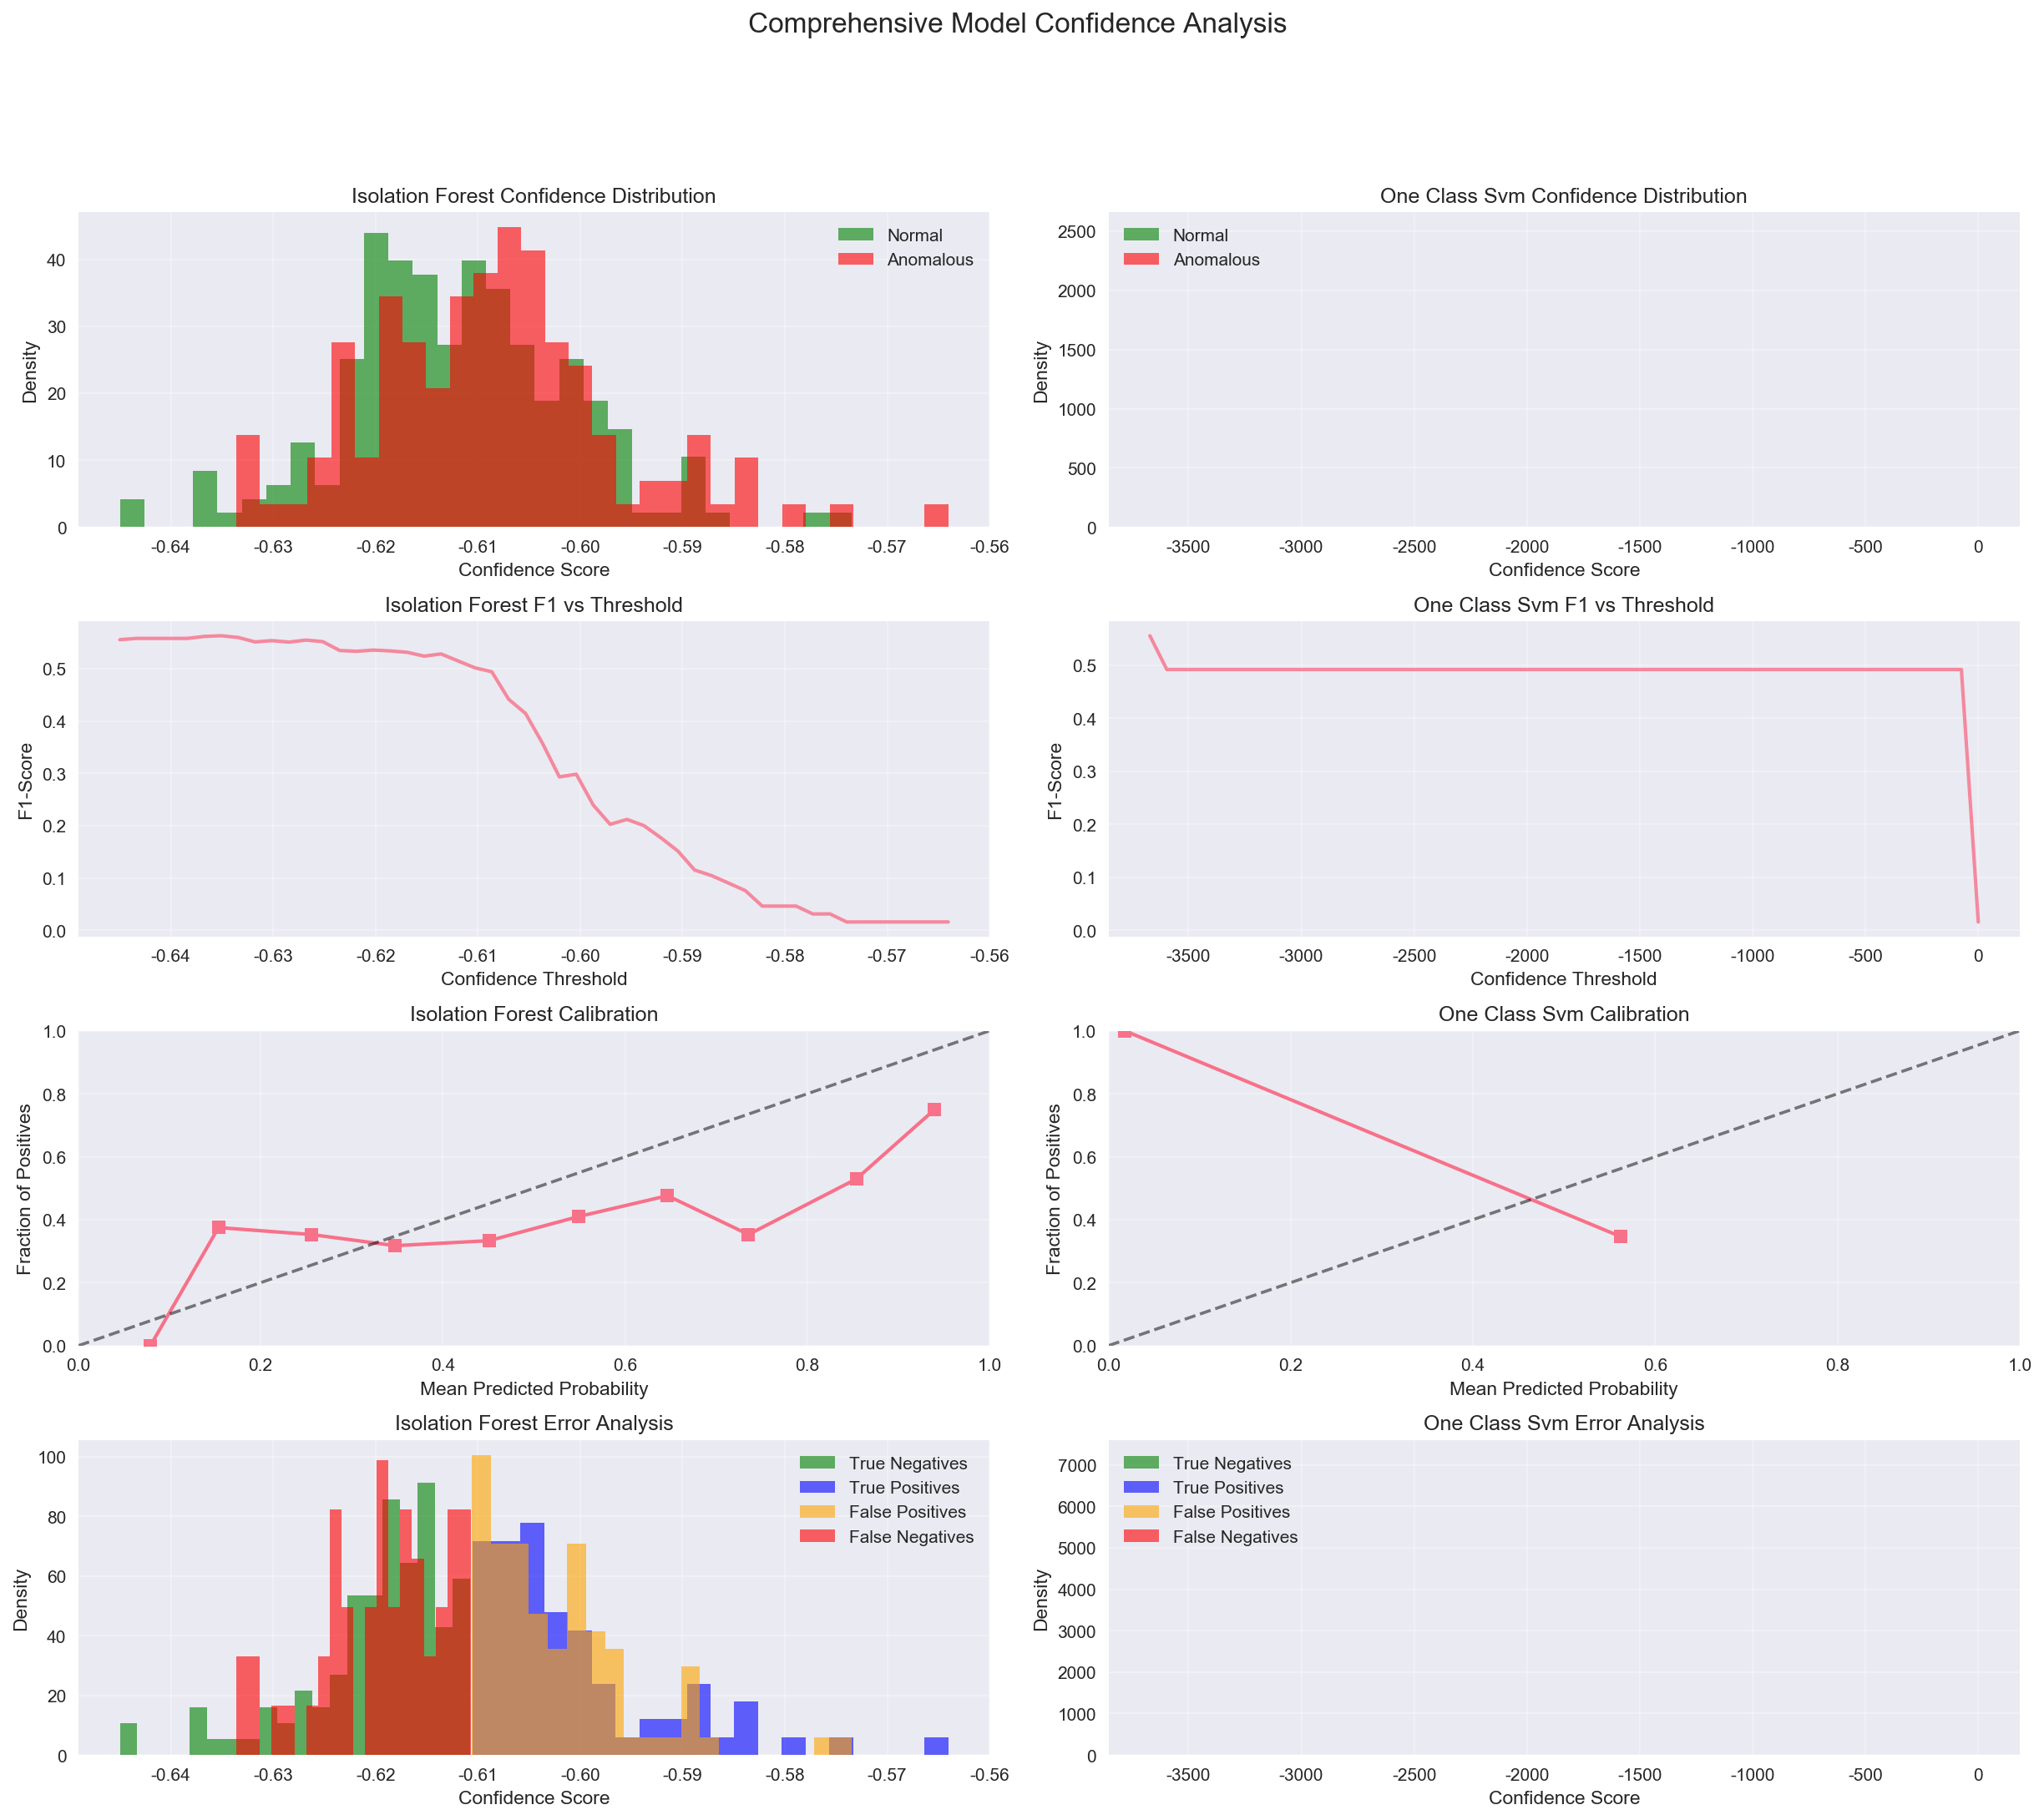 Comprehensive Model Confidence Analysis
Isolation Forest Confidence Distribution
Density
40
30
20
10
0
Normal
Anomalous
-0.64 -0.63 -0.62 -0.61 -0.60 -0.59 -0.58 -0.57 -0.56
Confidence Score
One Class Svm Confidence Distribution
Density
2500
2000
1500
1000
500
0
Normal
Anomalous
-3500 -3000 -2500 -2000 -1500 -1000 -500 0
Confidence Score
Isolation Forest F1 vs Threshold
F1-Score
0.5
0.4
0.3
0.2
0.1
0.0
-0.64 -0.63 -0.62 -0.61 -0.60 -0.59 -0.58 -0.57 -0.56
Confidence Threshold
One Class Svm F1 vs Threshold
F1-Score
0.5
0.4
0.3
0.2
0.1
0.0
-3500 -3000 -2500 -2000 -1500 -1000 -500 0
Confidence Threshold
Isolation Forest Calibration
Fraction of Positives
1.0
0.8
0.6
0.4
0.2
0.0
0.0 0.2 0.4 0.6 0.8 1.0
Mean Predicted Probability
One Class Svm Calibration
Fraction of Positives
1.0
0.8
0.6
0.4
0.2
0.0
0.0 0.2 0.4 0.6 0.8 1.0
Mean Predicted Probability
Isolation Forest Error Analysis
Density
100
80
60
40
20
0
True Negatives
True Positives
False Positives
False Negatives
-0.64 -0.63 -0.62 -0.61 -0.60 -0.59 -0.58 -0.57 -0.56
Confidence Score
One Class Svm Error Analysis
Density
7000
6000
5000
4000
3000
2000
1000
0
True Negatives
True Positives
False Positives
False Negatives
-3500 -3000 -2500 -2000 -1500 -1000 -500 0
Confidence Score